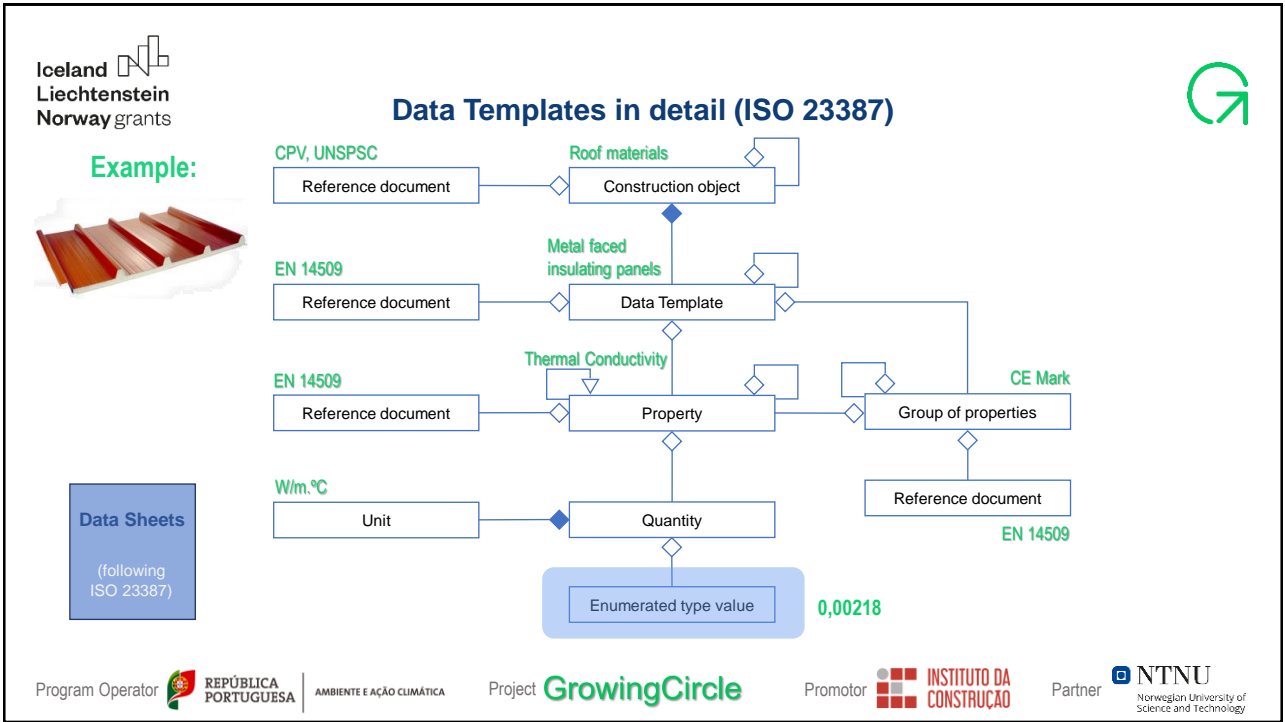 Iceland
Liechtenstein
Norway grants
Data Templates in detail (ISO 23387)
Example:
CPV, UNSPSC
Roof materials
Reference document
Construction object
Metal faced
insulating panels
EN 14509
Reference document
Data Template
Thermal Conductivity
EN 14509
CE Mark
Reference document
Property
Group of properties
W/m.ºC
Unit
Quantity
Reference document
EN 14509
Data Sheets
(following
ISO 23387)
Enumerated type value
0,00218
Program Operator
REPÚBLICA
PORTUGUESA
AMBIENTE E AÇÃO CLIMÁTICA
Project GrowingCircle
Promotor
INSTITUTO DA
CONSTRUÇÃO
Partner
NTNU
Norwegian University of
Science and Technology